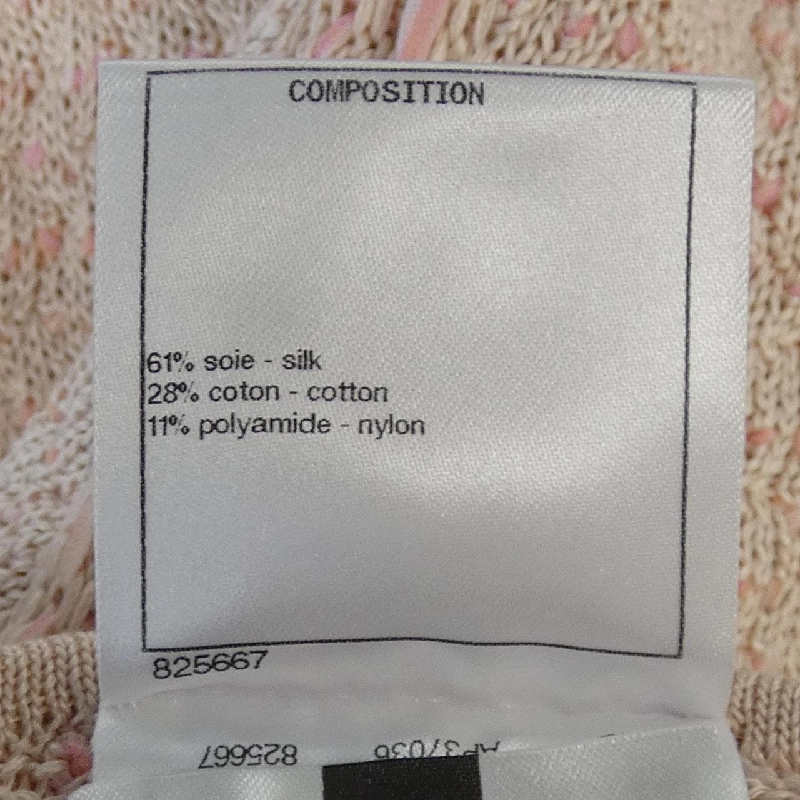 COMPOSITION
61% soie - silk
28% coton - cotton
11% polyamide - nylon
825667
825667